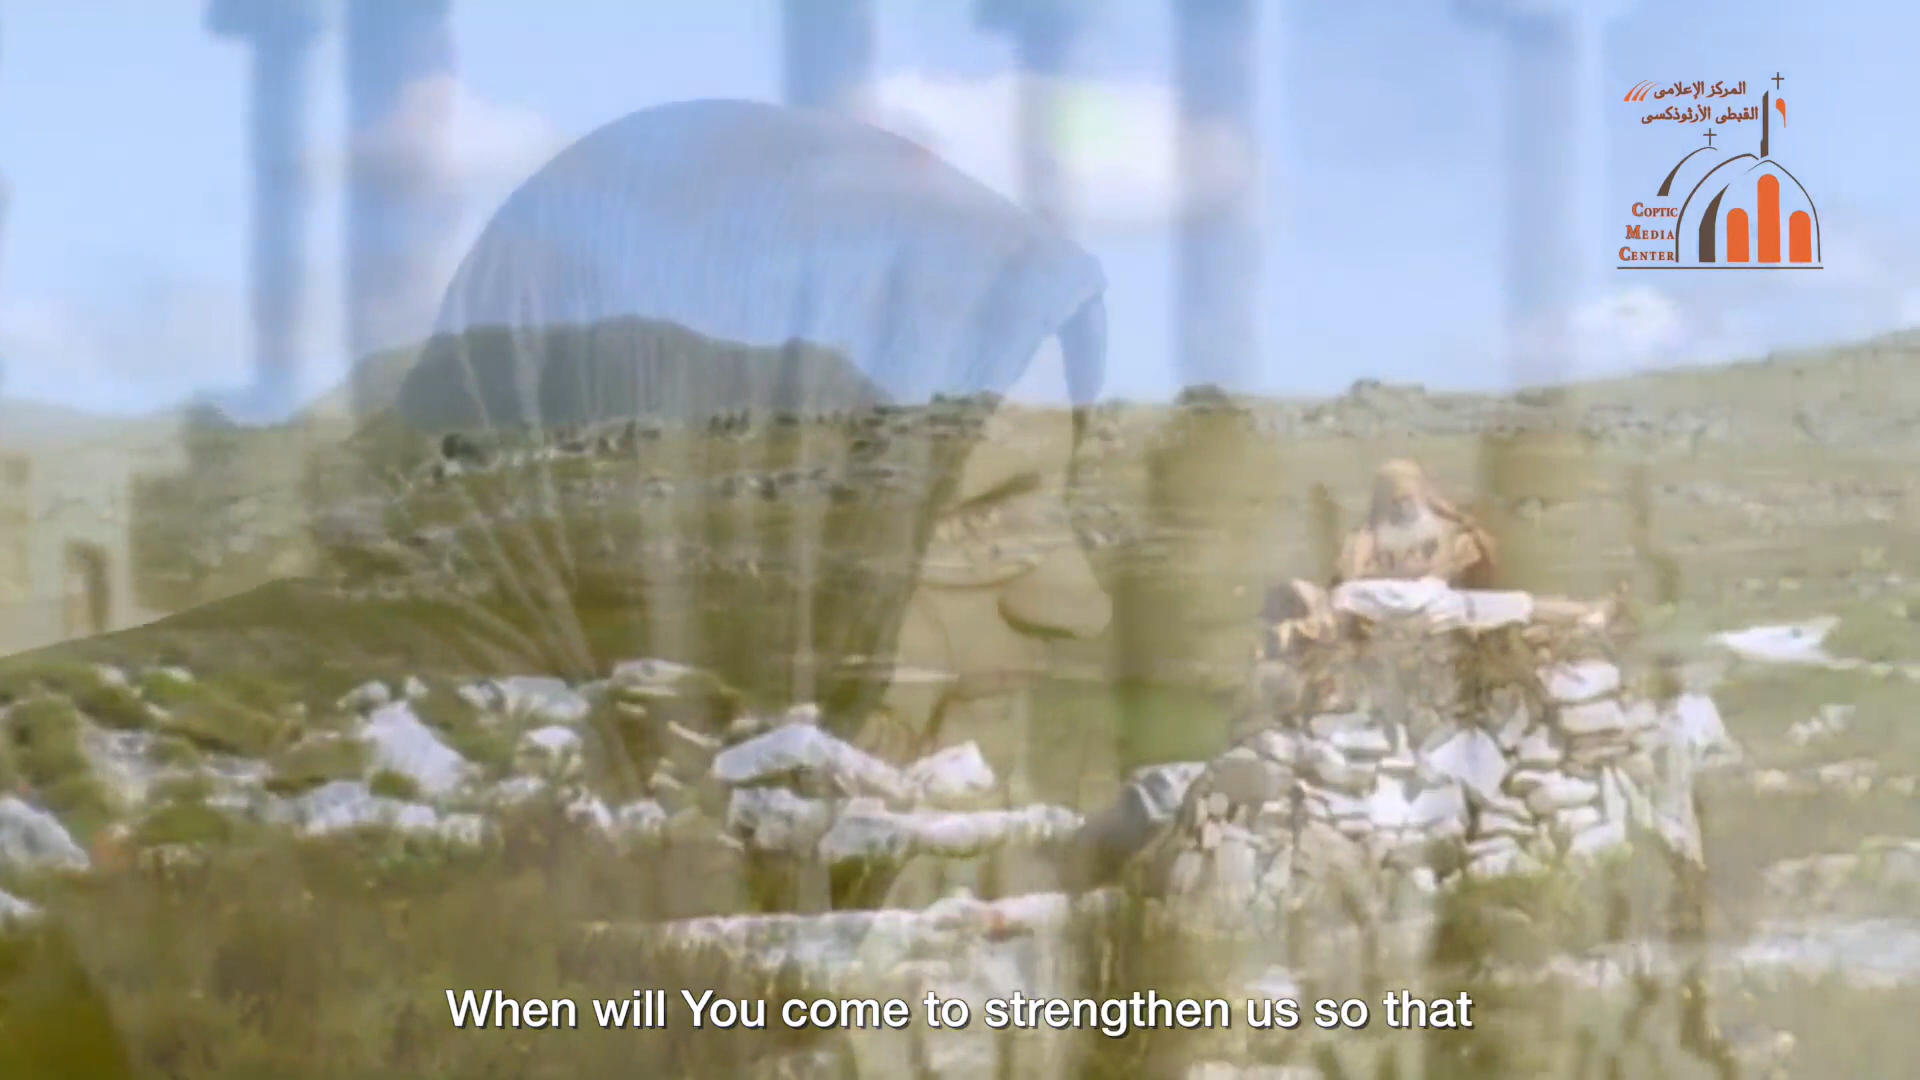 المركز الإعلامى
القبطى الأرثوذكسى
COPTIC
MEDIA
CENTER
When will You come to strengthen us so that